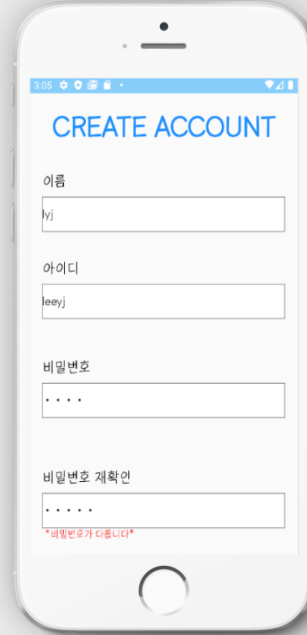 3:05
CREATE ACCOUNT
이름
lyj
아이디
leeyj
비밀번호
••••
비밀번호 재확인
•••••
*비밀번호가 다릅니다*